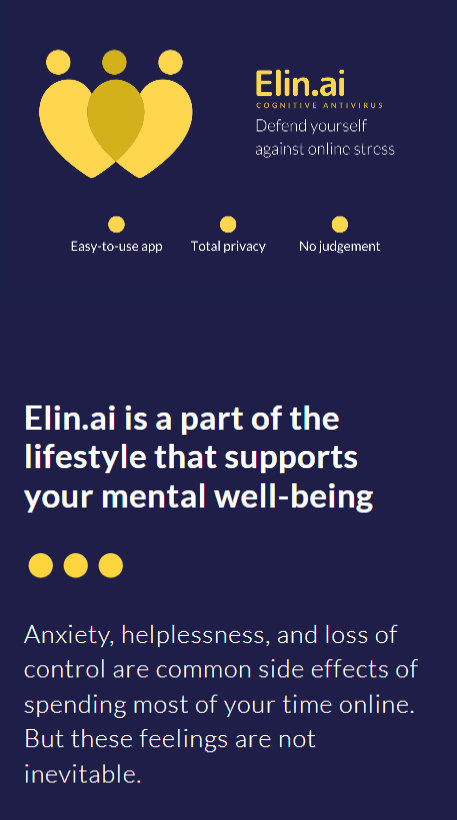 Elin.ai
COGNITIVE ANTIVIRUS
Defend yourself
against online stress
Easy-to-use app
Total privacy
No judgement
Elin.ai is a part of the
lifestyle that supports
your mental well-being
Anxiety, helplessness, and loss of
control are common side effects of
spending most of your time online.
But these feelings are not
inevitable.